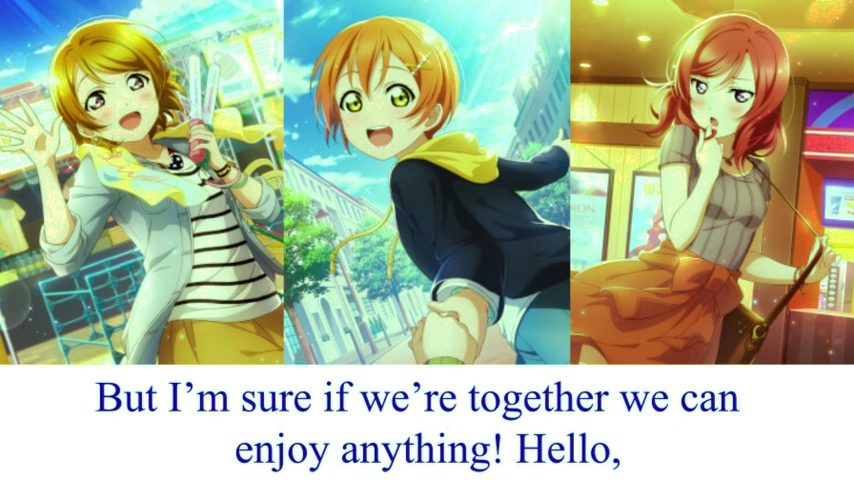 But I’m sure if we’re together we can
enjoy anything! Hello,